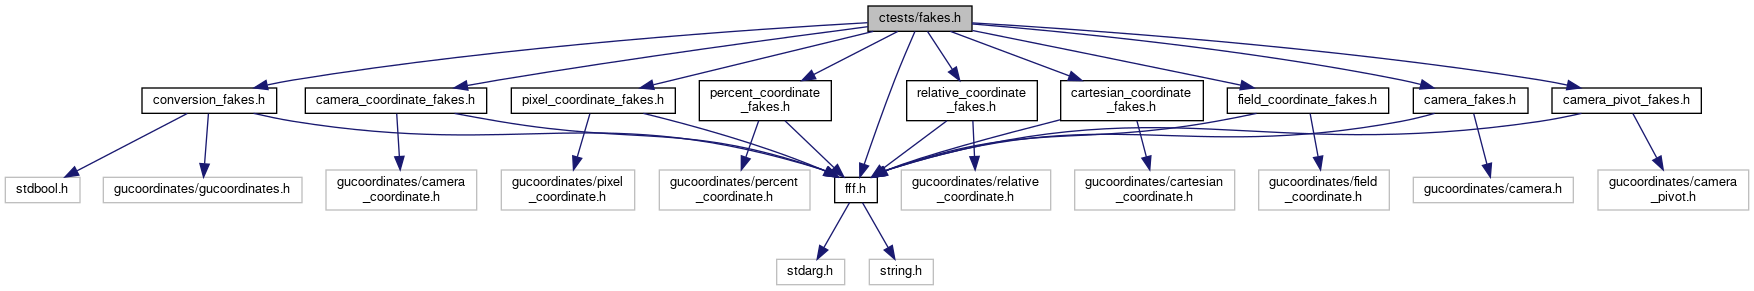 ctests/fakes.h
conversion_fakes.h
camera_coordinate_fakes.h
pixel_coordinate_fakes.h
percent_coordinate
_fakes.h
relative_coordinate
_fakes.h
cartesian_coordinate
_fakes.h
field_coordinate_fakes.h
camera_fakes.h
camera_pivot_fakes.h
stdbool.h
gucoordinates/gucoordinates.h
gucoordinates/camera
_coordinate.h
gucoordinates/pixel
_coordinate.h
gucoordinates/percent
_coordinate.h
fff.h
gucoordinates/relative
_coordinate.h
gucoordinates/cartesian
_coordinate.h
gucoordinates/field
_coordinate.h
gucoordinates/camera.h
gucoordinates/camera
_pivot.h
stdarg.h
string.h